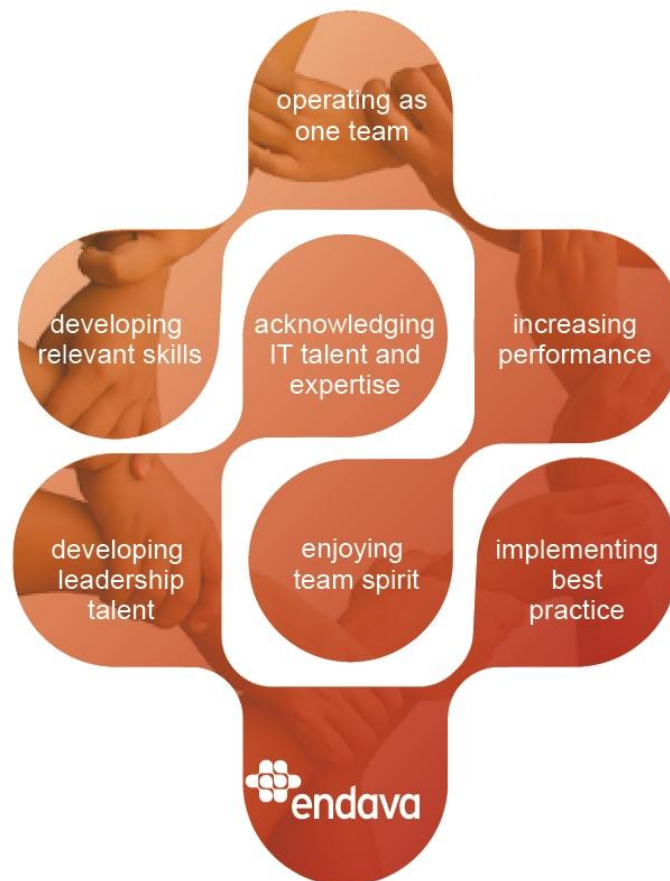 operating as
one team
developing
relevant skills
acknowledging
IT talent and
expertise
increasing
performance
developing
leadership
talent
enjoying
team spirit
implementing
best
practice
endava